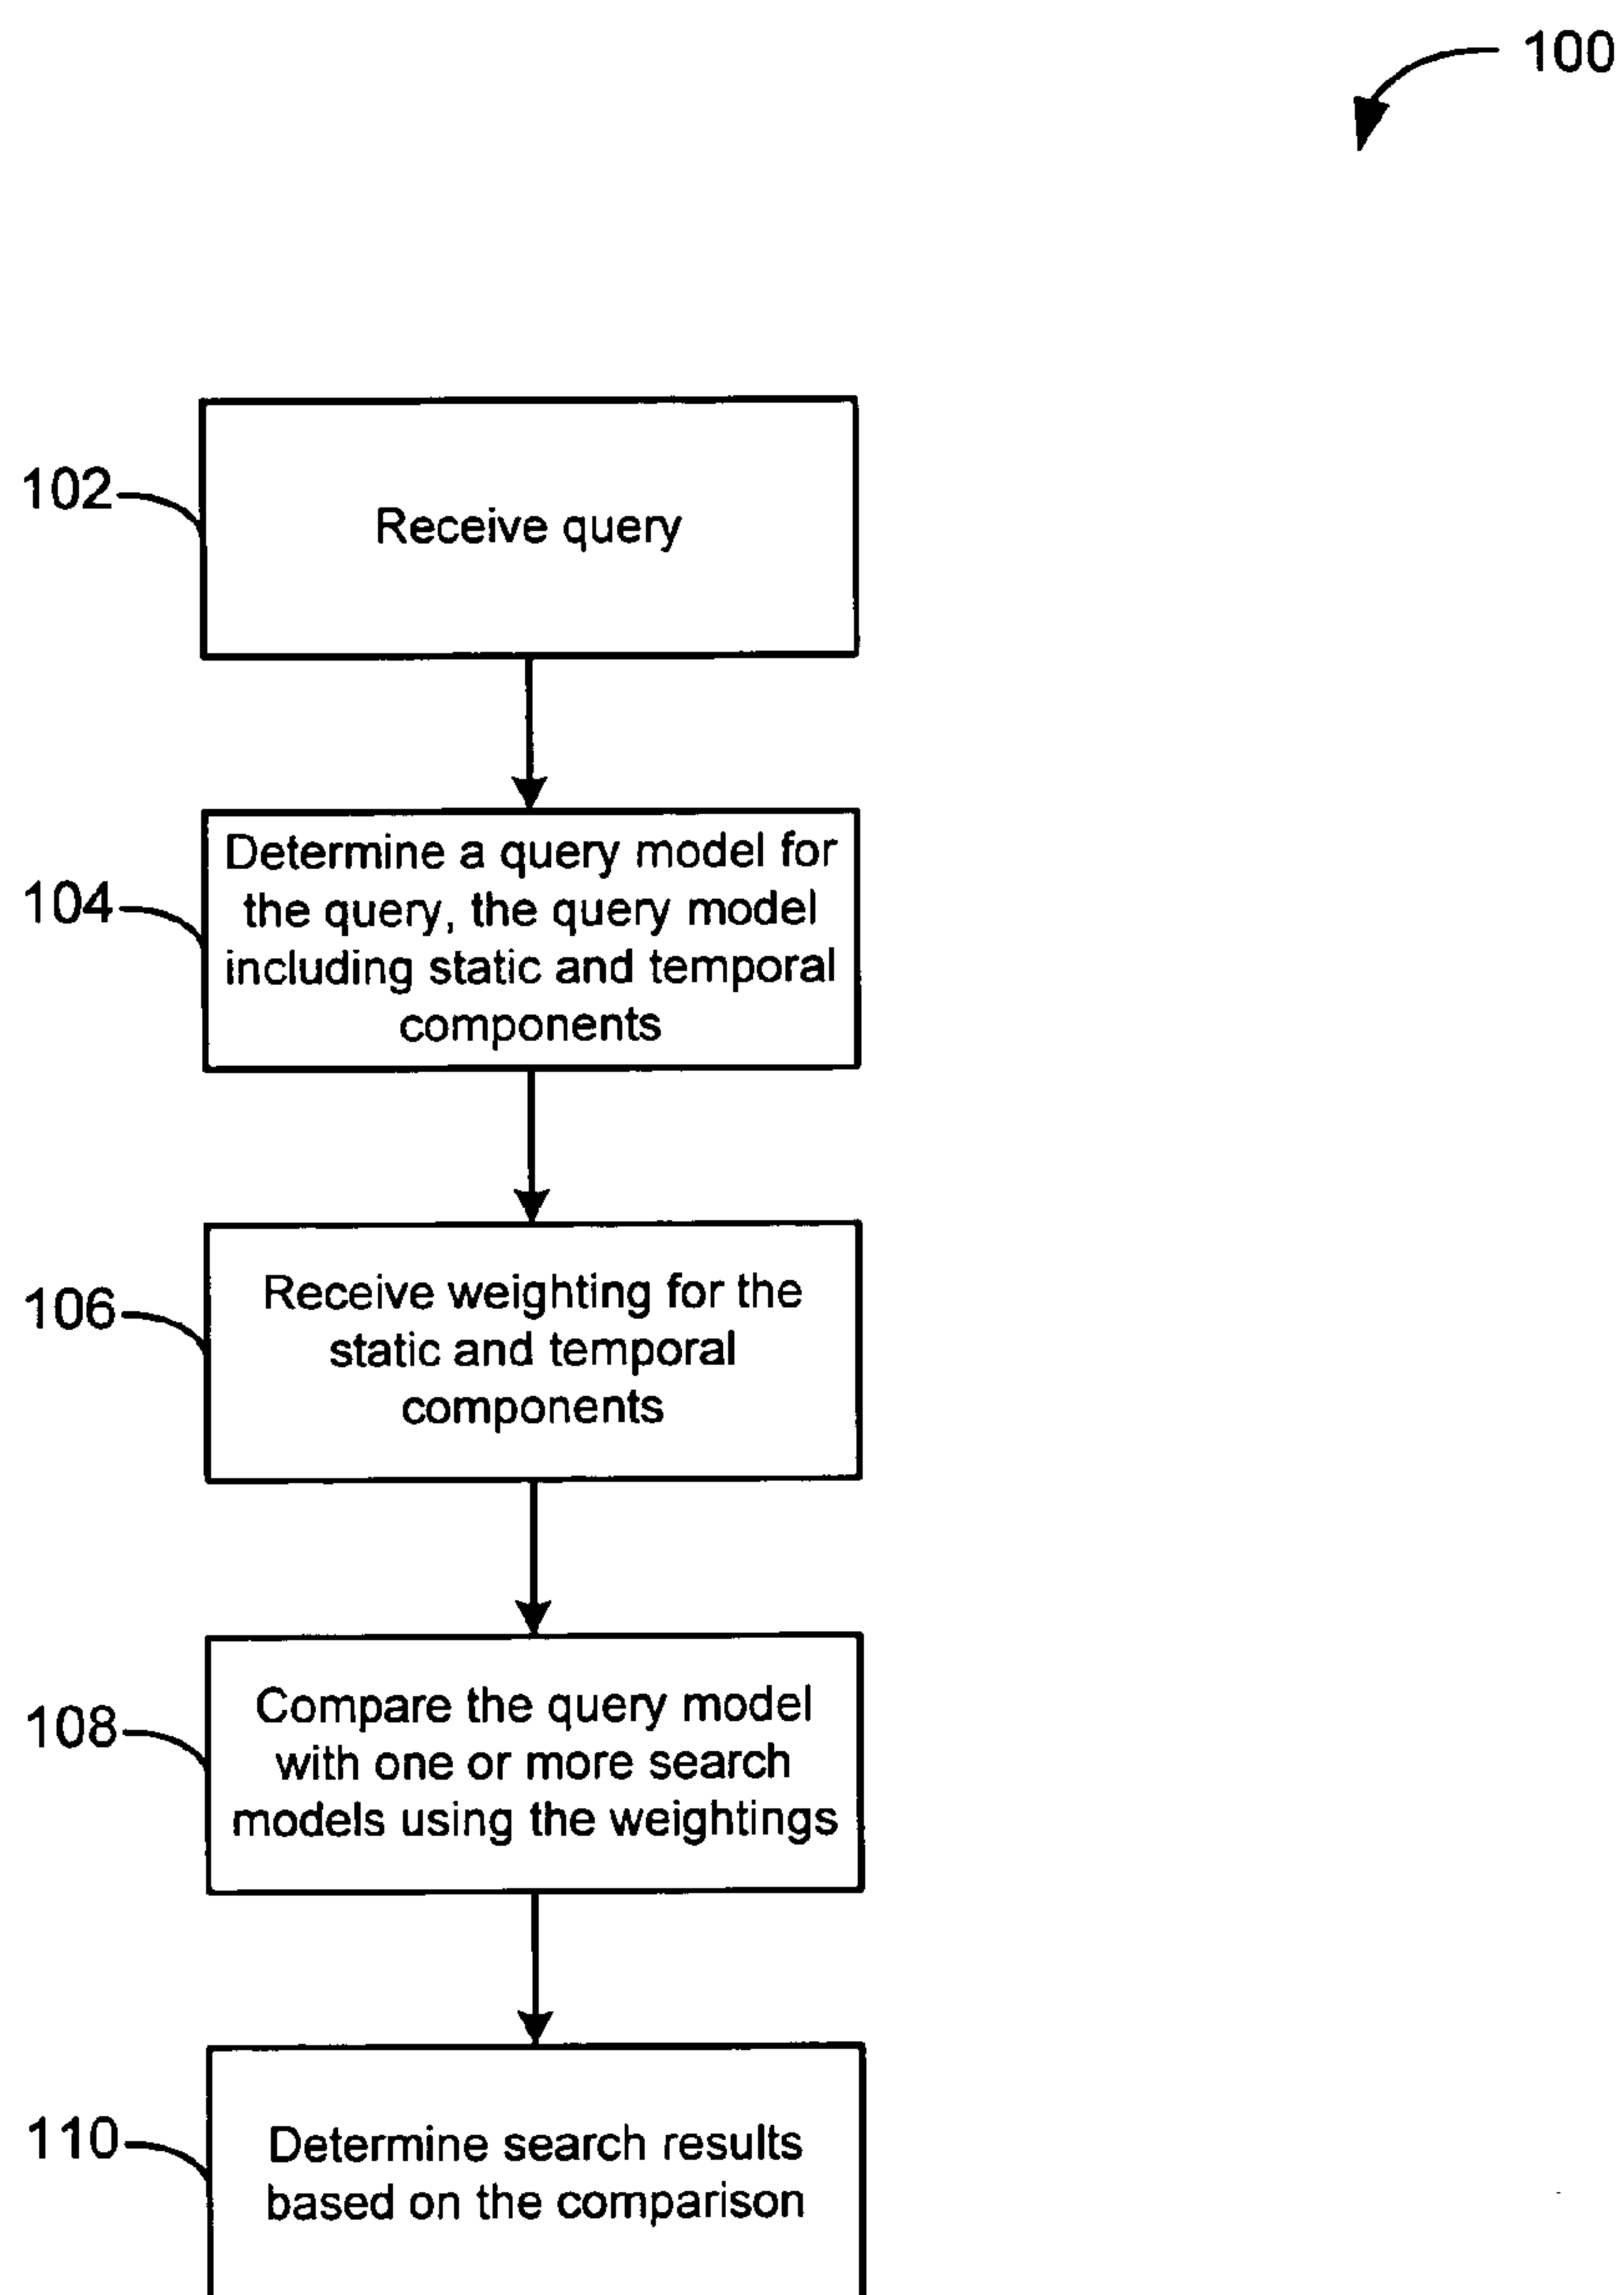 100
102
Receive query
104
Determine a query model for
the query, the query model
including static and temporal
components
106
Receive weighting for the
static and temporal
components
108
Compare the query model
with one or more search
models using the weightings
110
Determine search results
based on the comparison